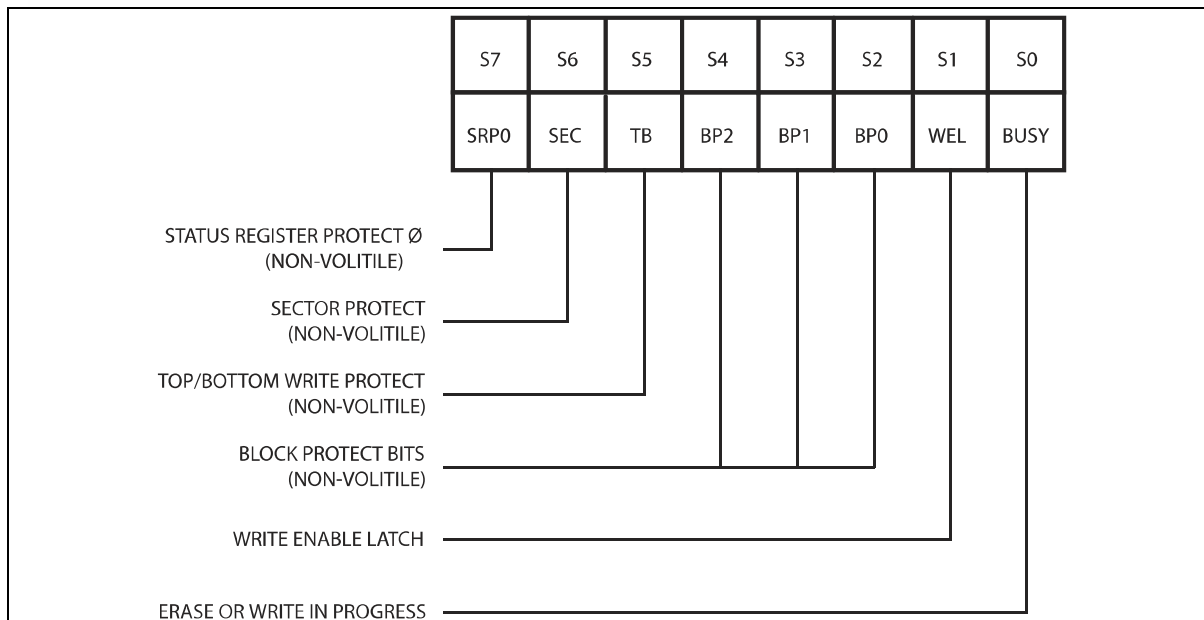 S7 S6 S5 S4 S3 S2 S1 S0
SRP0 SEC TB BP2 BP1 BP0 WEL BUSY
STATUS REGISTER PROTECT Ø
(NON-VOLITILE)
SECTOR PROTECT
(NON-VOLITILE)
TOP/BOTTOM WRITE PROTECT
(NON-VOLITILE)
BLOCK PROTECT BITS
(NON-VOLITILE)
WRITE ENABLE LATCH
ERASE OR WRITE IN PROGRESS